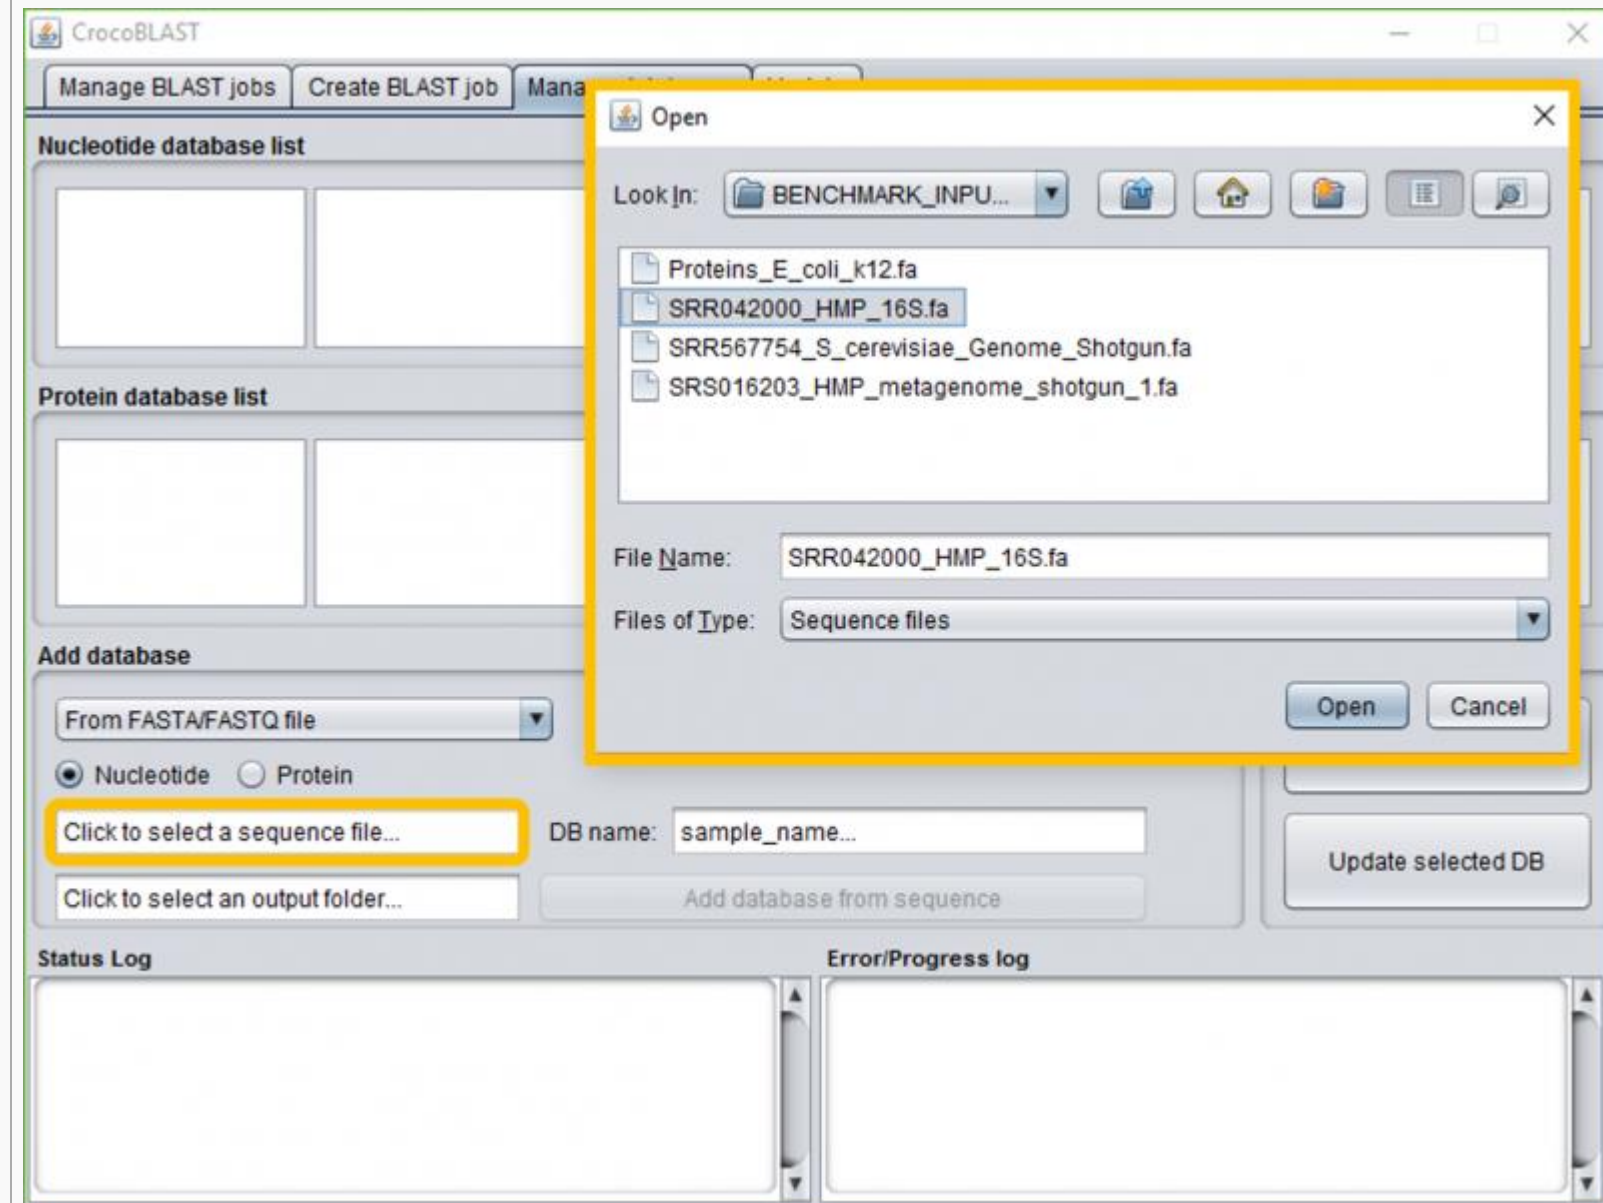 CrocoBLAST
Manage BLAST jobs
Create BLAST job
Mana
Nucleotide database list
Protein database list
Open
Look In:
BENCHMARK_INPU...
Proteins_E_coli_k12.fa
SRR042000_HMP_16S.fa
SRR567754_S_cerevisiae_Genome_Shotgun.fa
SRS016203_HMP_metagenome_shotgun_1.fa
File Name:
SRR042000_HMP_16S.fa
Files of Type:
Sequence files
Open
Cancel
Add database
From FASTA/FASTQ file
Nucleotide
Protein
Click to select a sequence file...
DB name:
sample_name...
Click to select an output folder...
Add database from sequence
Update selected DB
Status Log
Error/Progress log